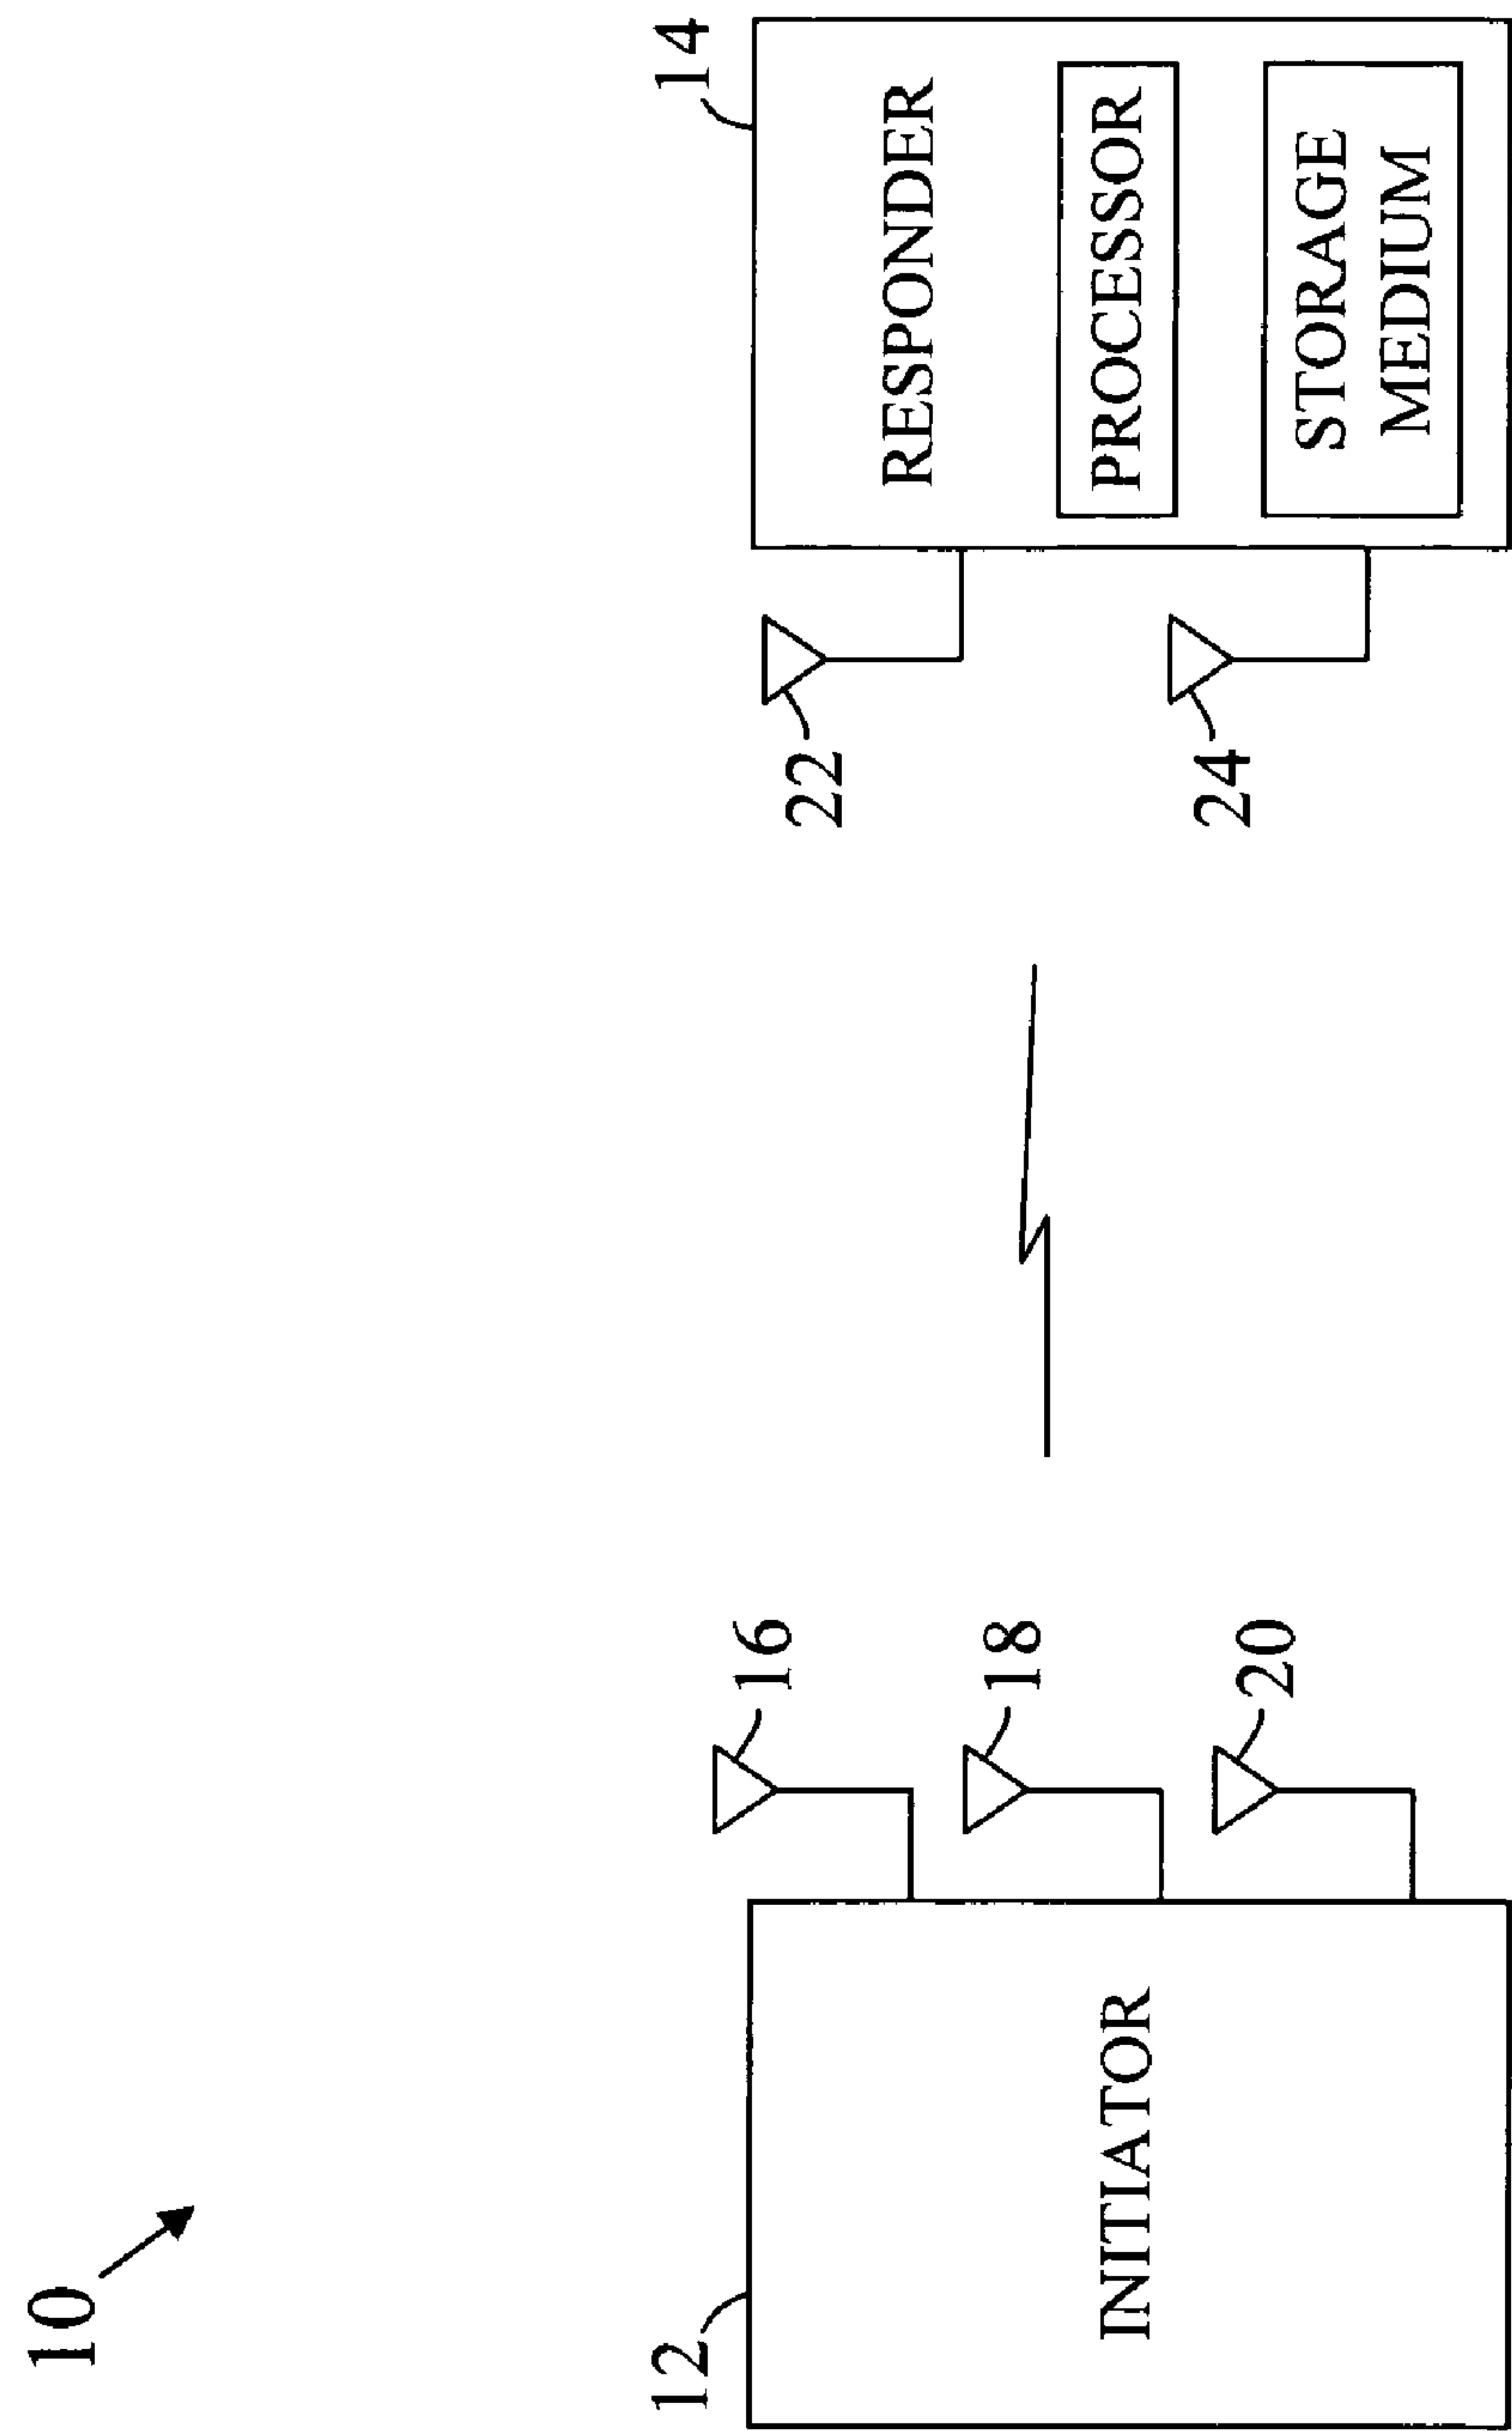 10
12
INITIATOR
16
18
20
22
24
14
RESPONDER
PROCESSOR
STORAGE
MEDIUM